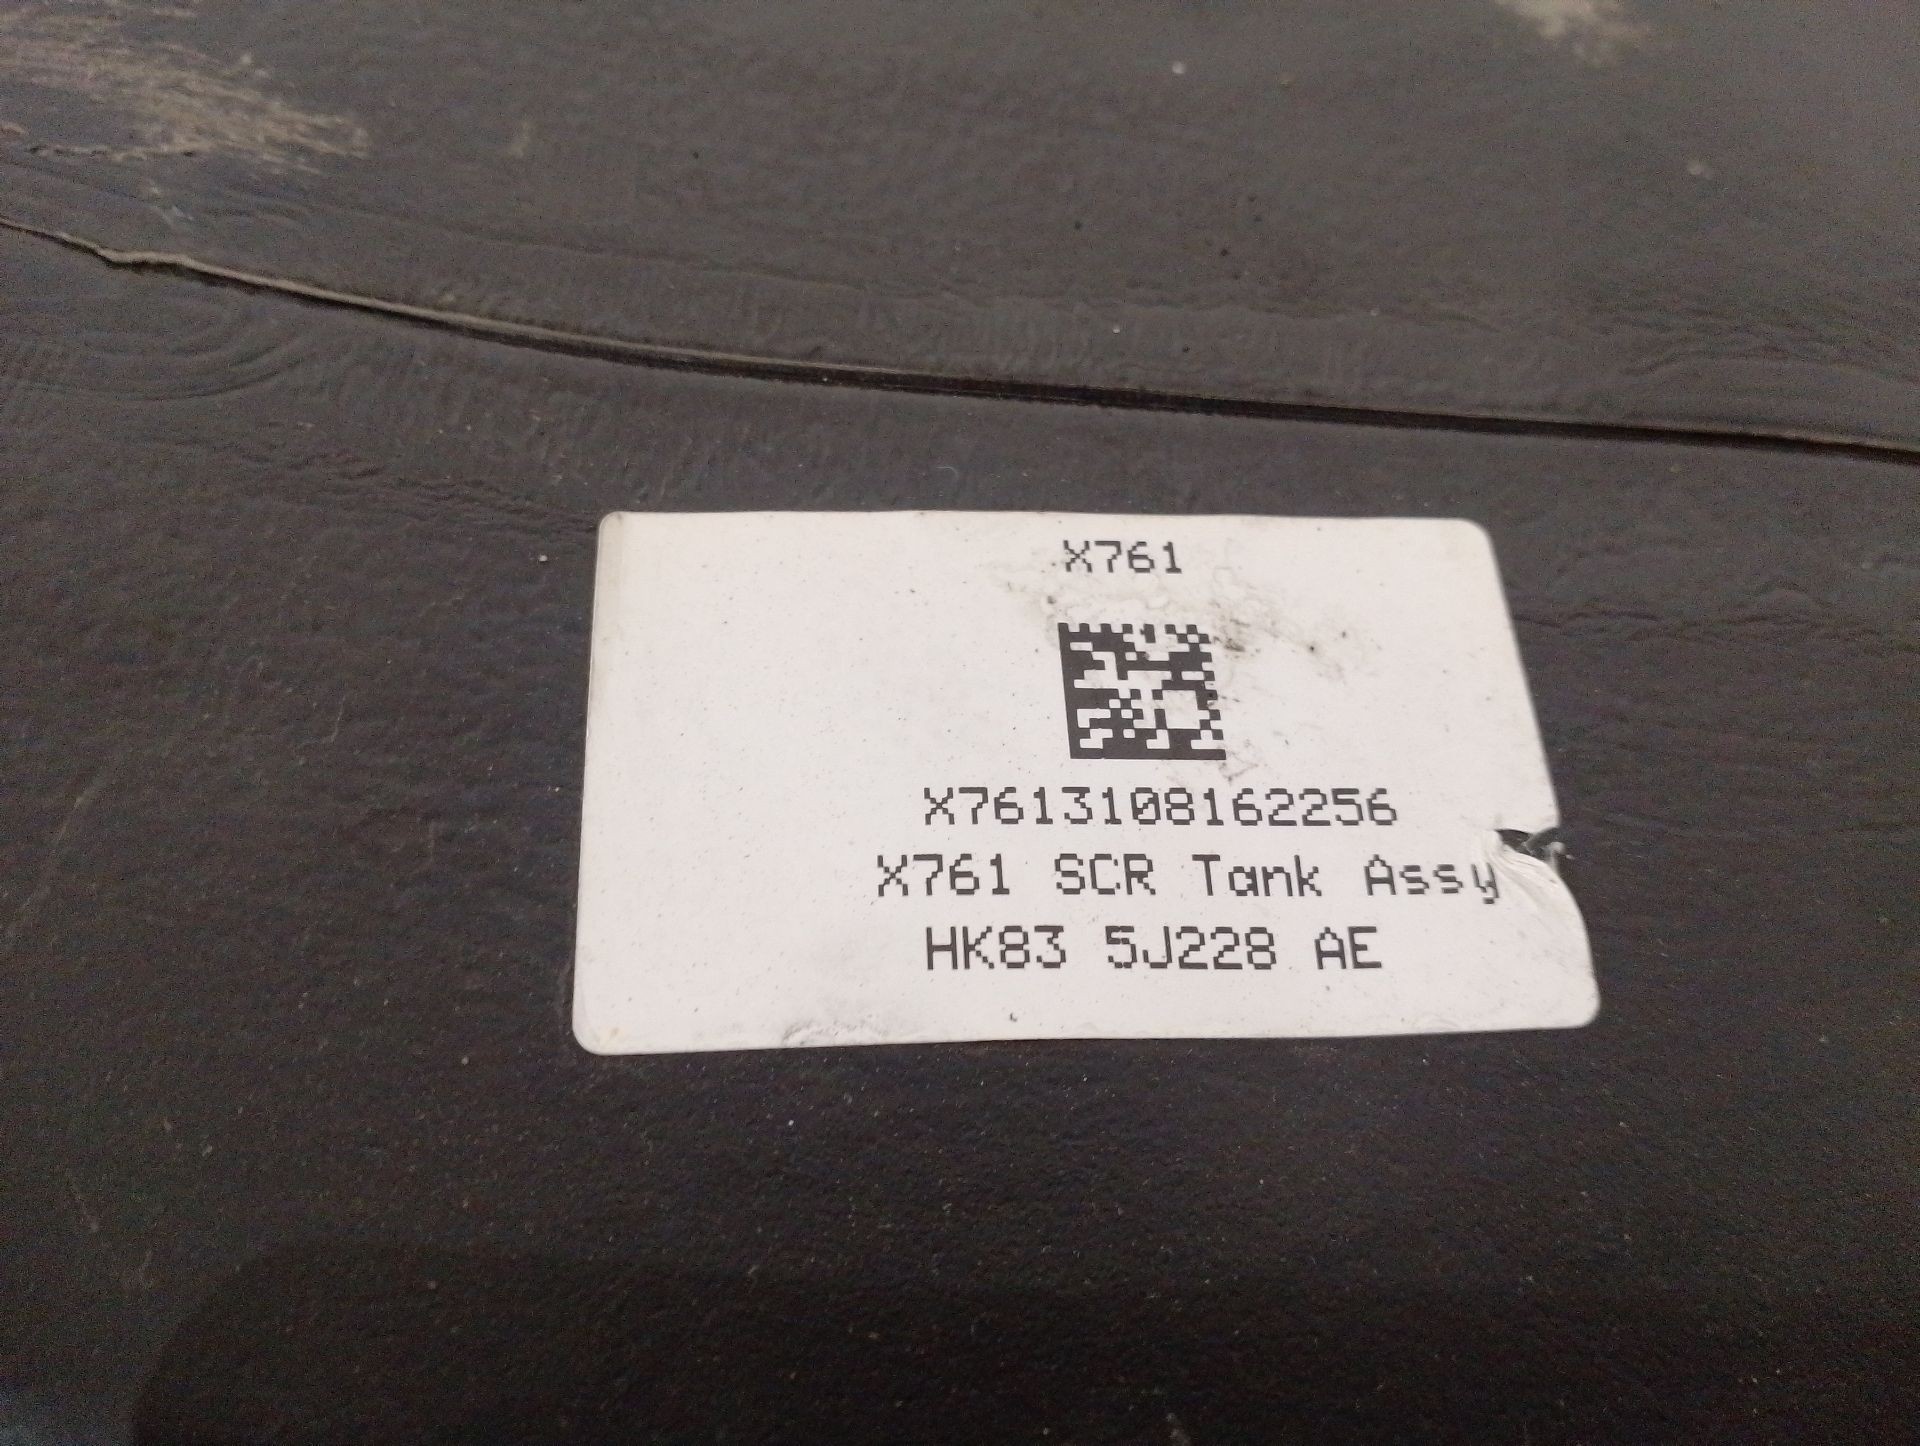 X761
X7613108162256
X761 SCR Tank Assy
HK83 5J228 AE